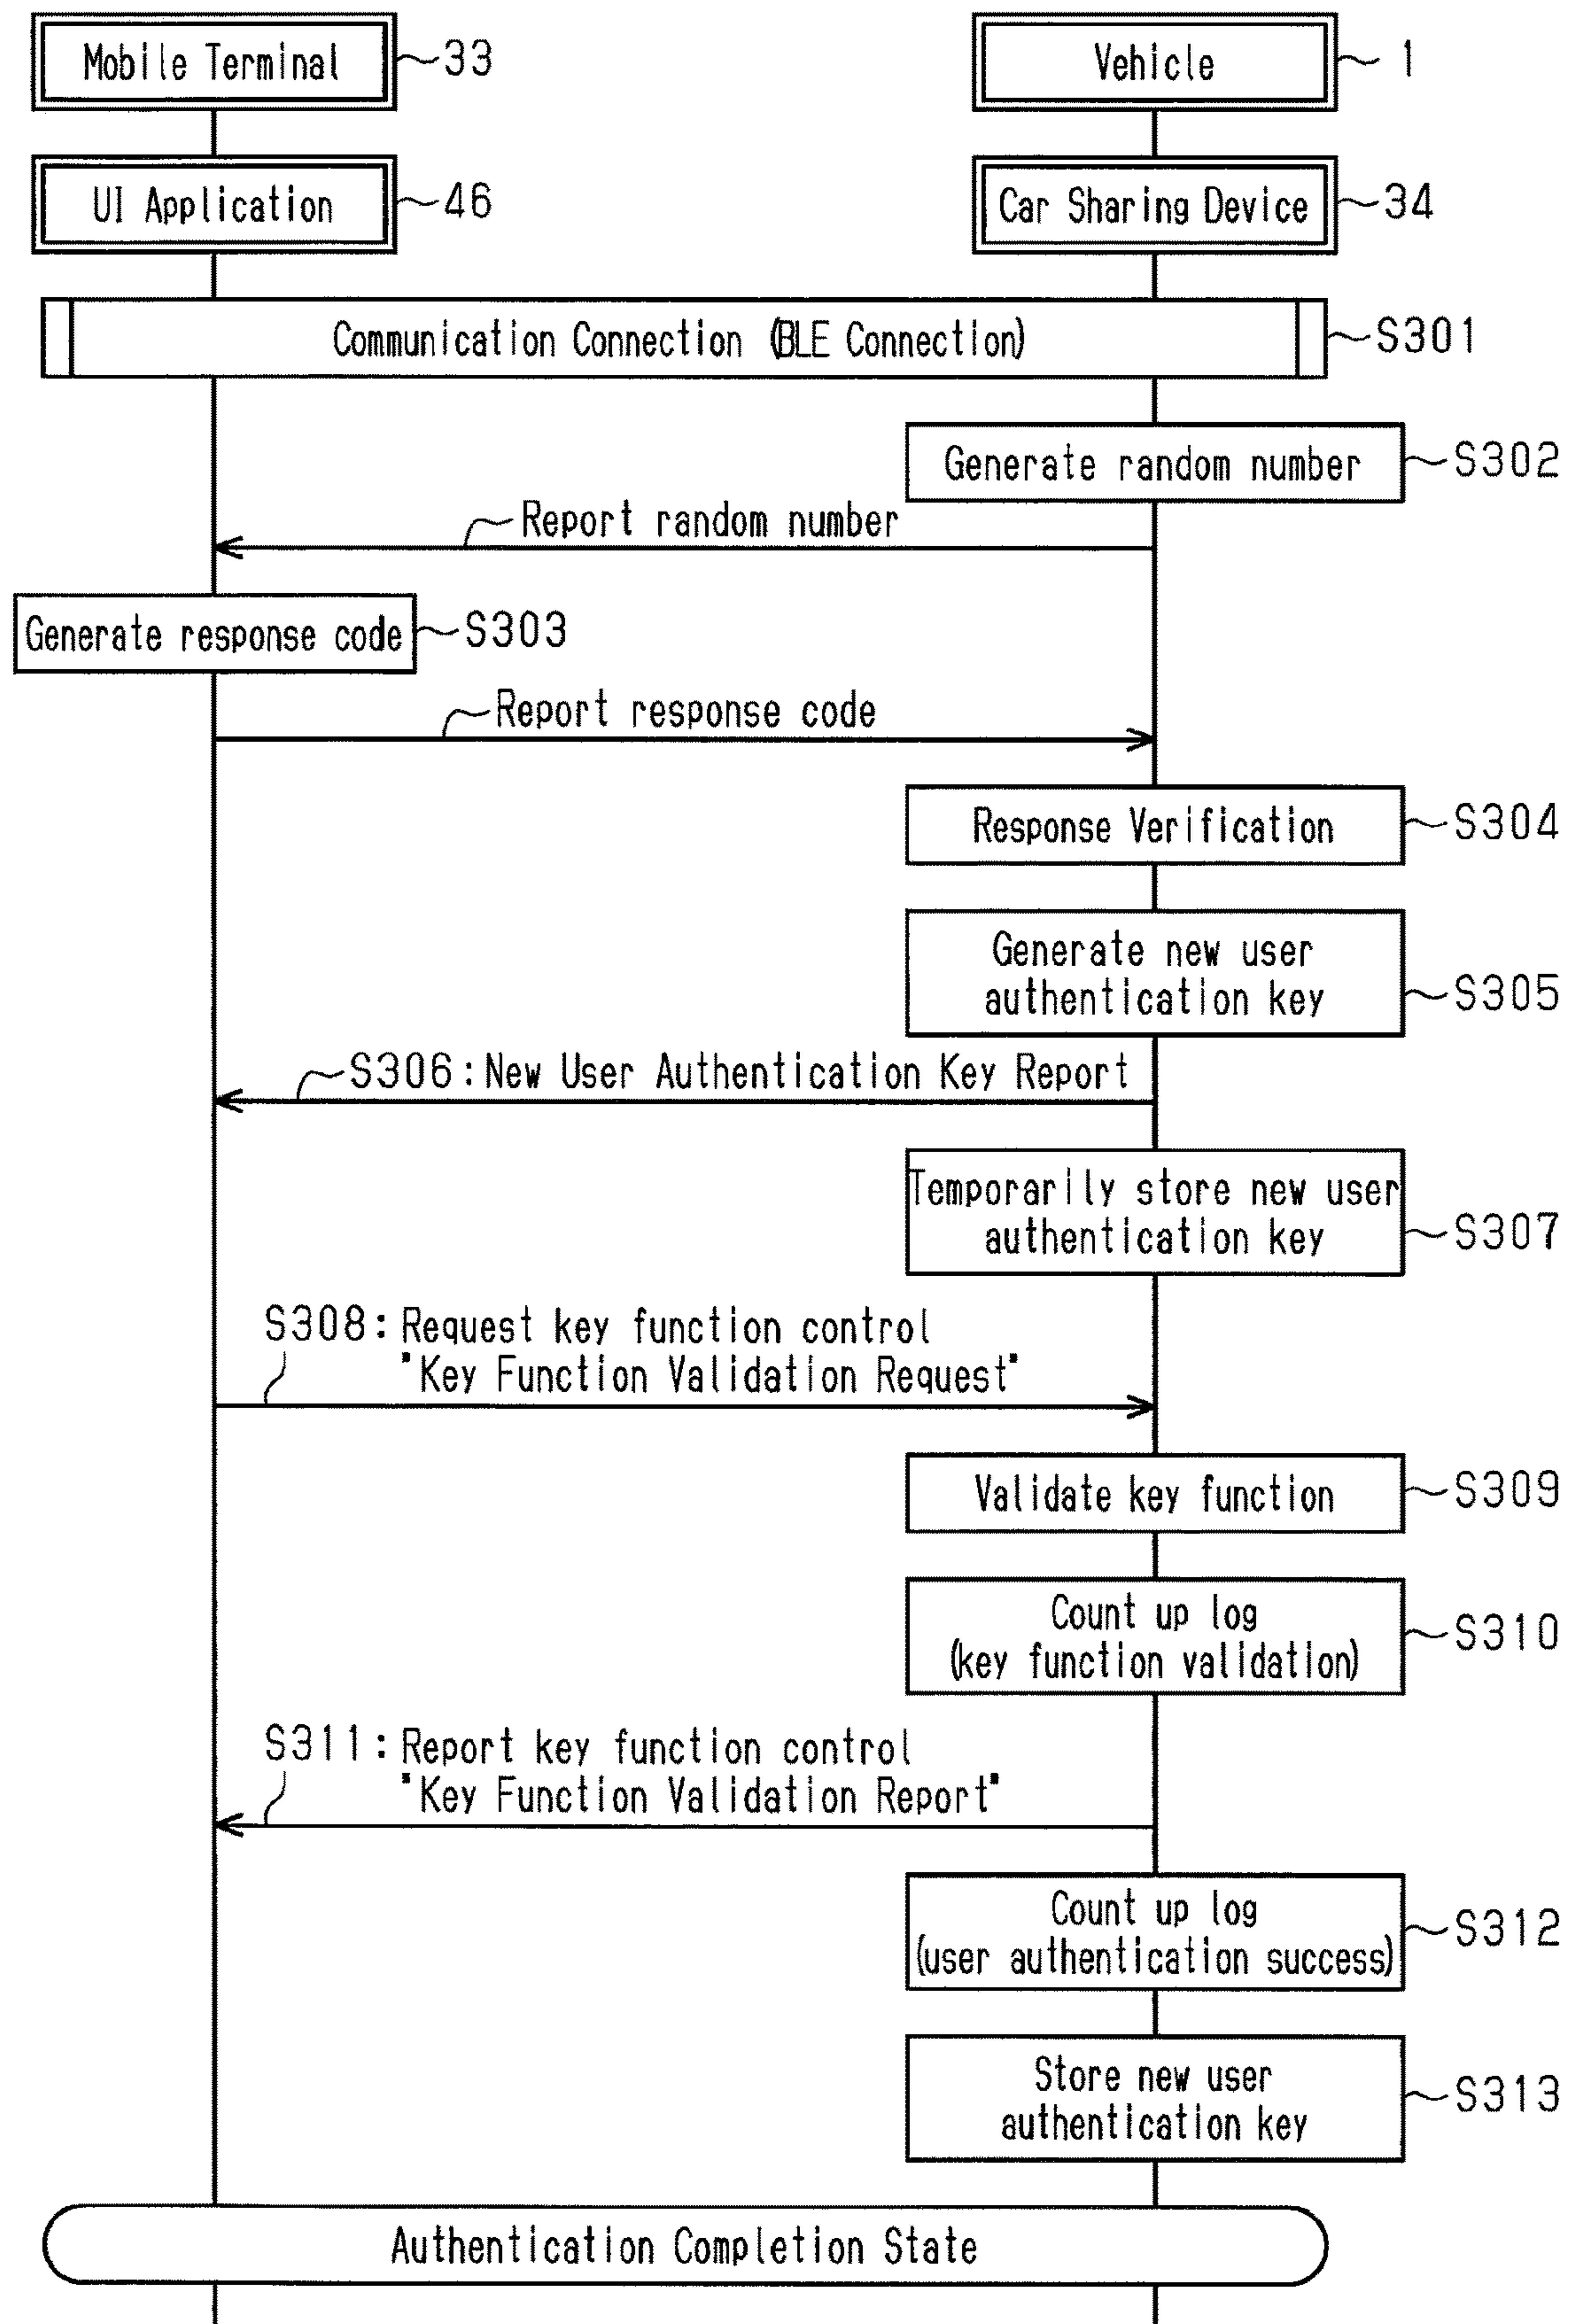 Mobile Terminal
33
Vehicle
1
UI Application
46
Car Sharing Device
34
Communication Connection (BLE Connection)
S301
Generate random number
S302
Report random number
Generate response code
S303
Report response code
Response Verification
S304
Generate new user
authentication key
S305
S306:New User Authentication Key Report
Temporarily store new user
authentication key
S307
S308:Request key function control
"Key Function Validation Request"
Validate key function
S309
Count up log
(key function validation)
S310
S311:Report key function control
"Key Function Validation Report"
Count up log
(user authentication success)
S312
Store new user
authentication key
S313
Authentication Completion State